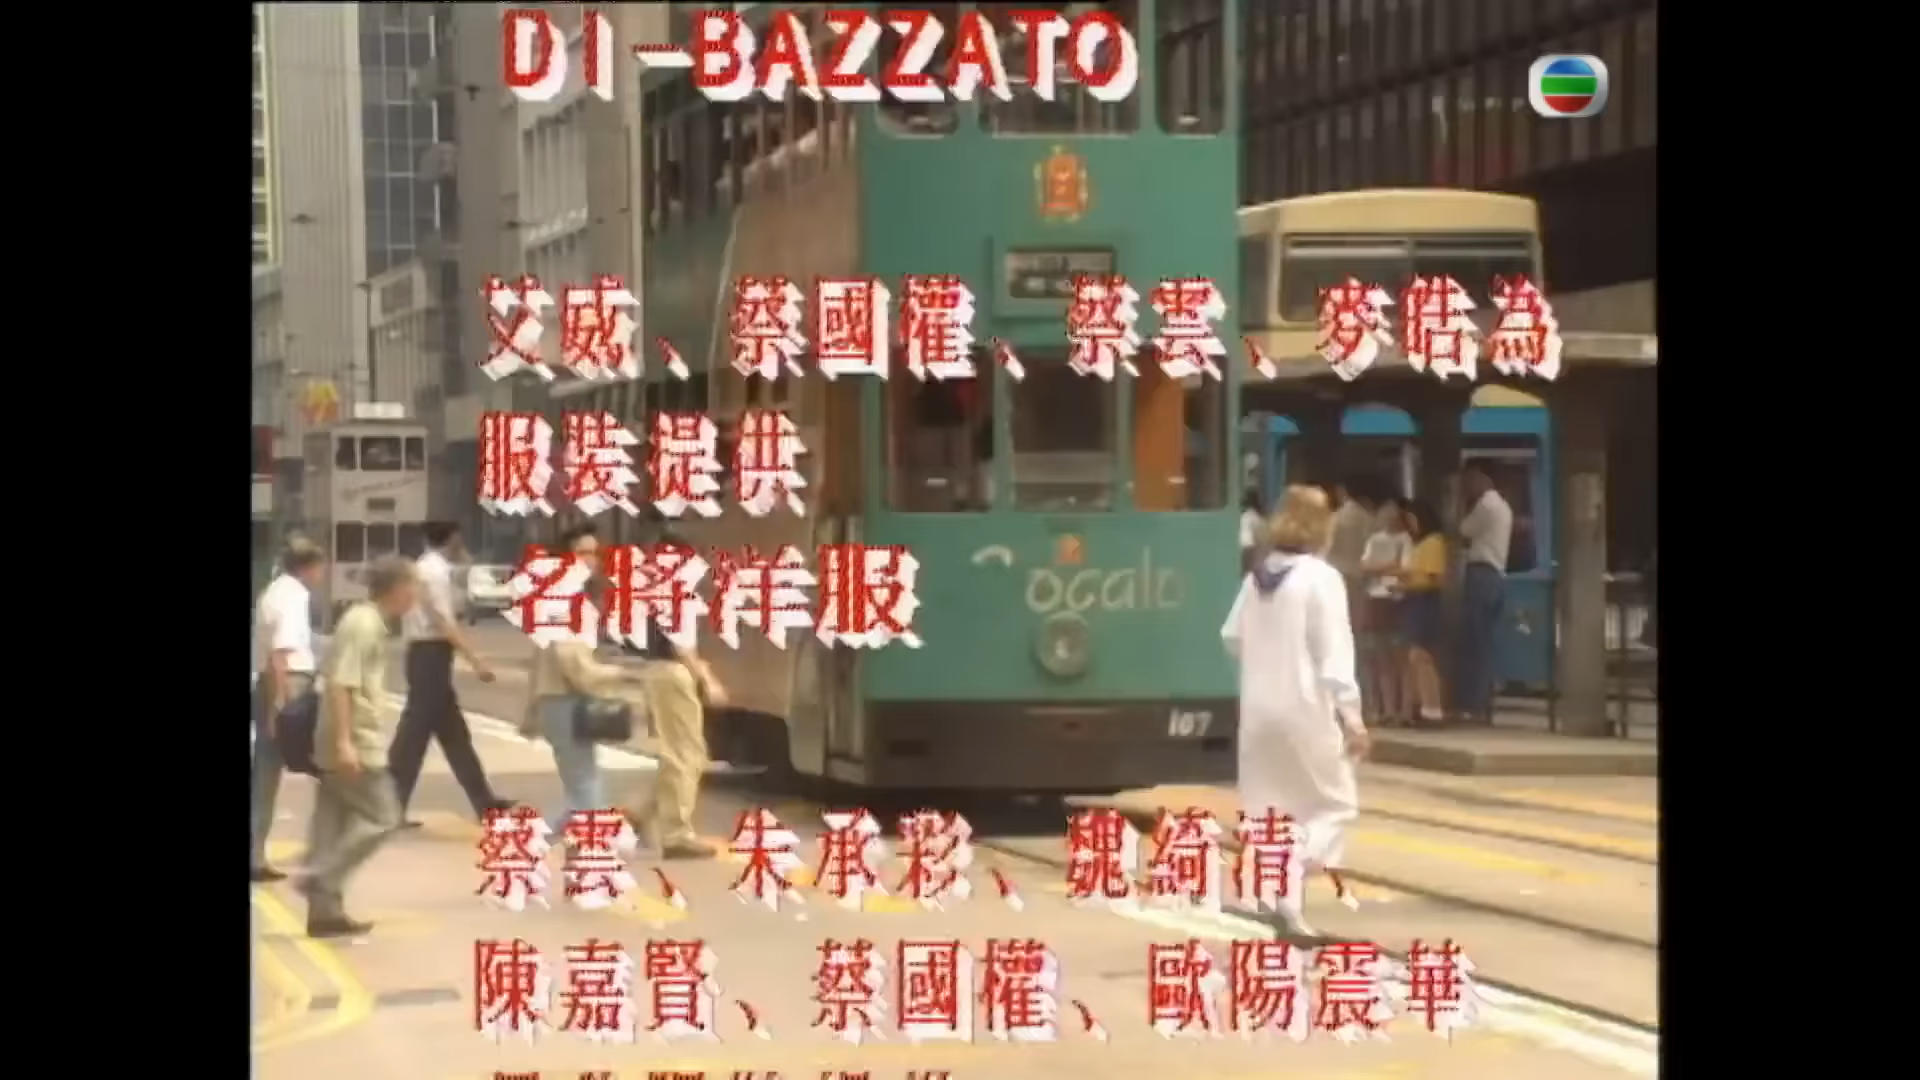 DI-BAZZATO
艾威、蔡國權、蔡雲、麥皓為
服裝提供
名將洋服
ocalo
107
蔡雲、朱承彩、魏綺清、
陳嘉賢、蔡國權、歐陽震華